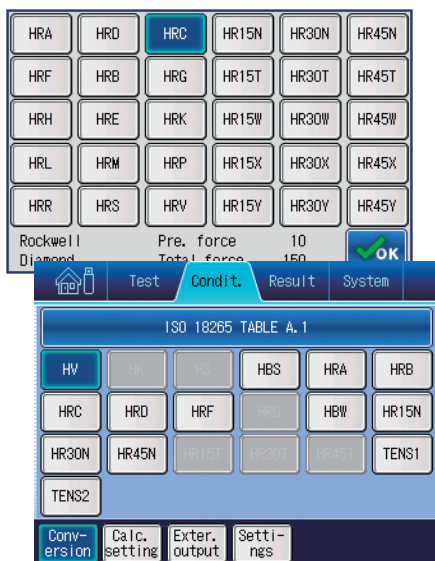 HRA HRD HRC HR15N HR30N HR45N
HRF HRB HRG HR15T HR30T HR45T
HRH HRE HRK HR15W HR30W HR45W
HRL HRM HRP HR15X HR30X HR45X
HRR HRS HRV HR15Y HR30Y HR45Y
Rockwell Pre. force 10
Diamond Total force 150 OK
Test Condit. Result System
ISO 18265 TABLE A.1
HV HK HS HBS HRA HRB
HRC HRD HRF HRG HBW HR15N
HR30N HR45N HR15T HR30T HR45T TENS1
TENS2
Conv- Calc. Exter. Setti-
ersion setting output ngs